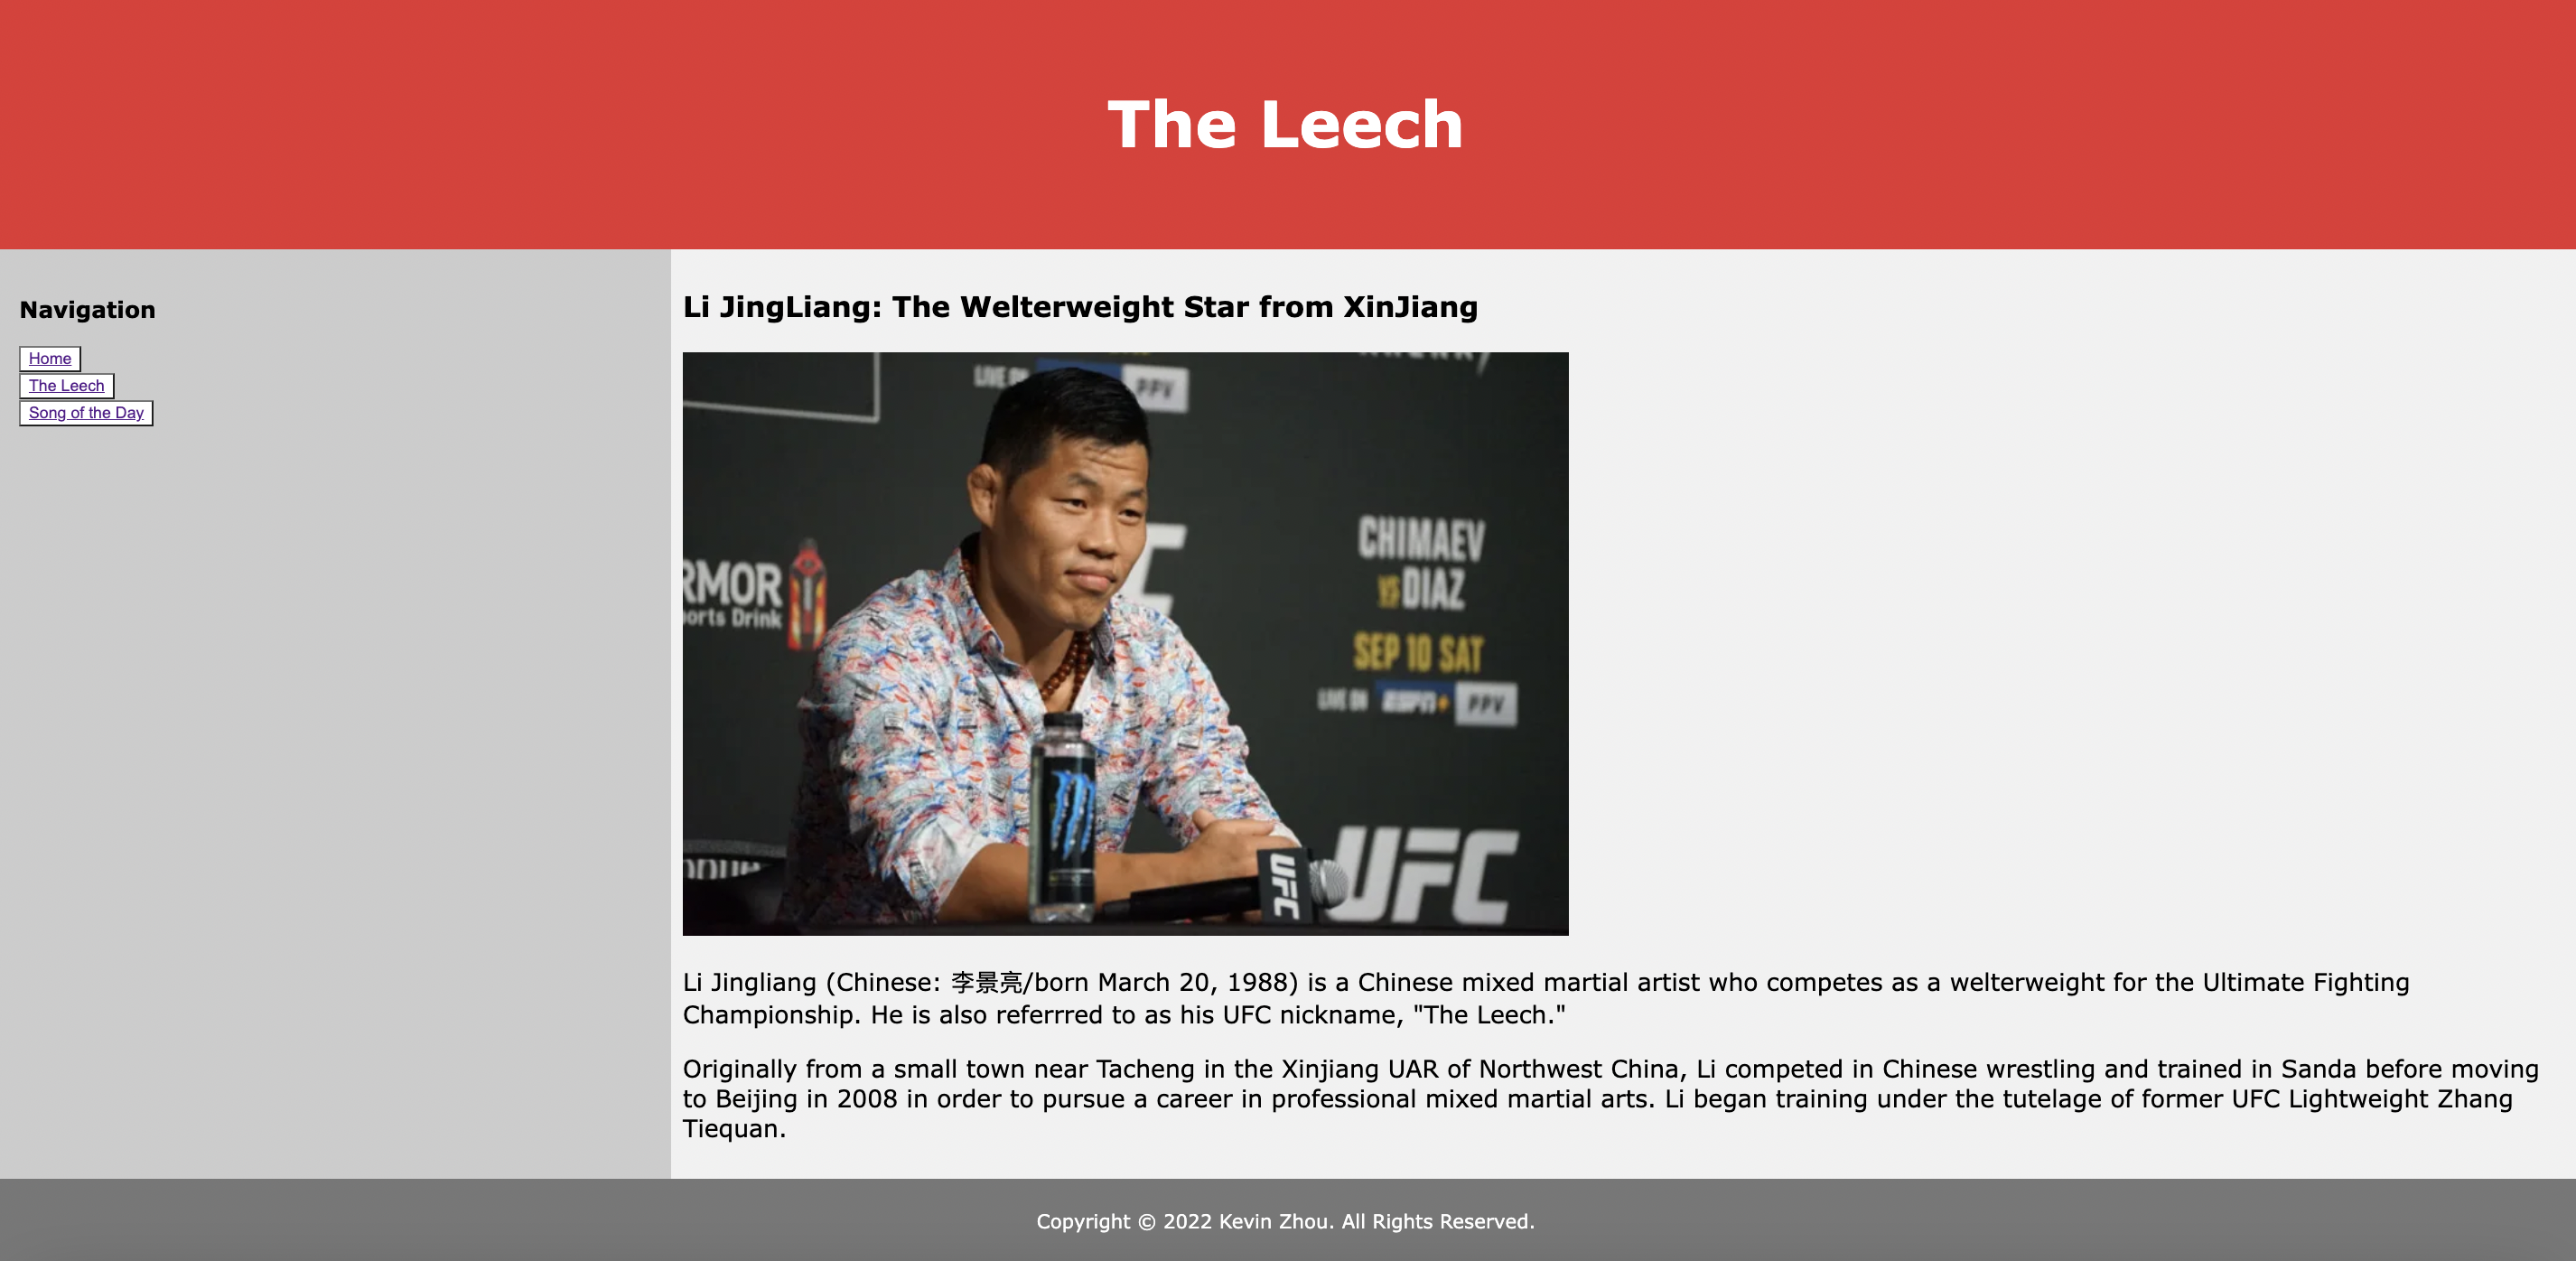 The Leech
Navigation
Home
The Leech
Song of the Day
Li JingLiang: The Welterweight Star from XinJiang
LIVE ON
PPV
RMOR
orts Drink
CHIMAEV
VS DIAZ
SEP 10 SAT
LIVE ON ESPN+ PPV
UFC
UFC
Li Jingliang (Chinese: 李景亮/born March 20, 1988) is a Chinese mixed martial artist who competes as a welterweight for the Ultimate Fighting
Championship. He is also referrred to as his UFC nickname, "The Leech."
Originally from a small town near Tacheng in the Xinjiang UAR of Northwest China, Li competed in Chinese wrestling and trained in Sanda before moving
to Beijing in 2008 in order to pursue a career in professional mixed martial arts. Li began training under the tutelage of former UFC Lightweight Zhang
Tiequan.
Copyright © 2022 Kevin Zhou. All Rights Reserved.